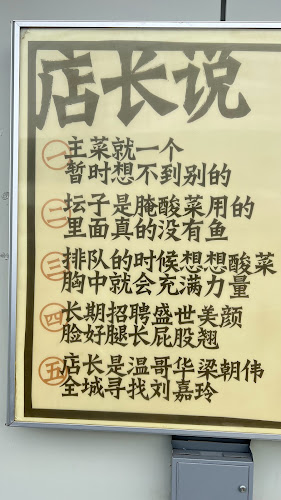 店长说
一 主菜就一个
暂时想不到别的
二 坛子是腌酸菜用的
里面真的没有鱼
三 排队的时候想想酸菜
胸中就会充满力量
四 长期招聘盛世美颜
脸好腿长屁股翘
五 店长是温哥华梁朝伟
全城寻找刘嘉玲